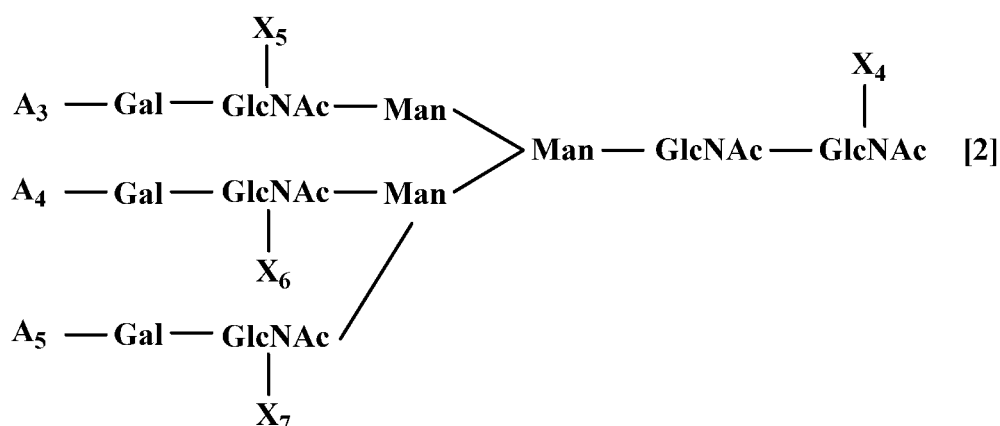 X₅ X₄
A₃ Gal GlcNAc Man
Man GlcNAc GlcNAc [2]
A₄ Gal GlcNAc Man
X₆
A₅ Gal GlcNAc
X₇